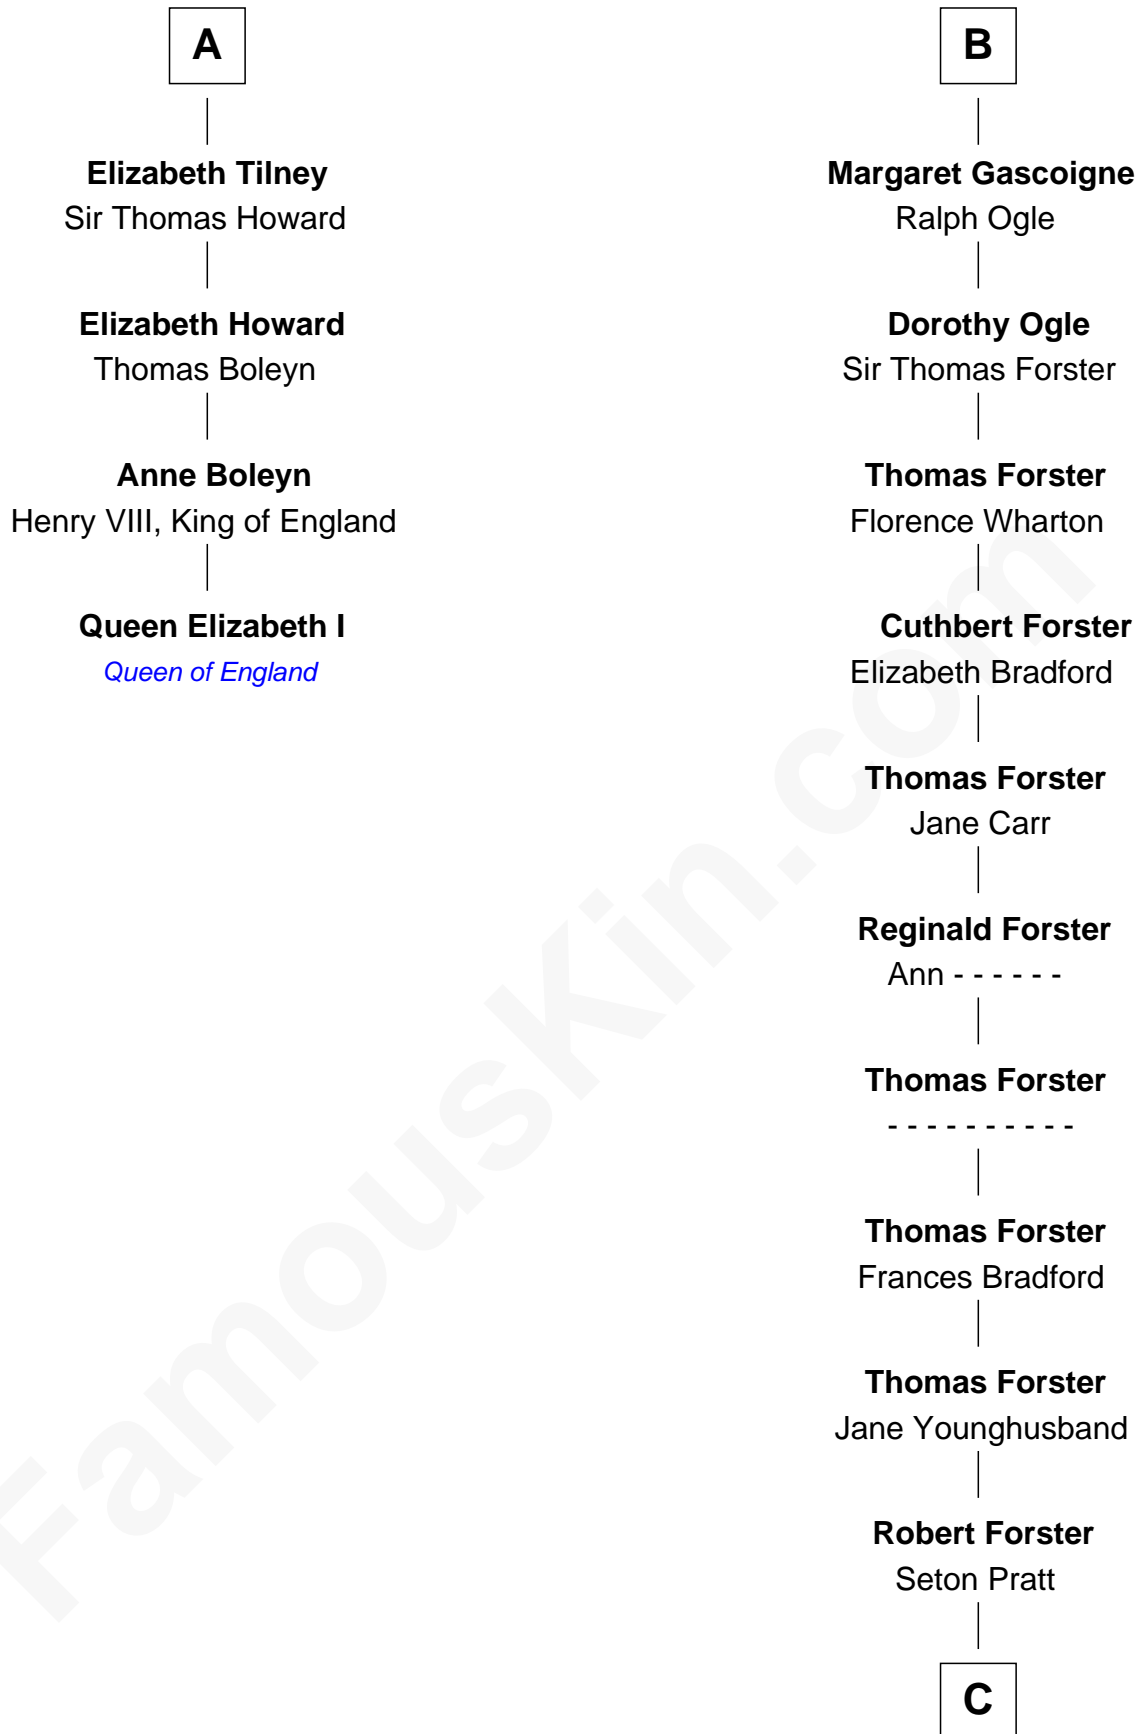 A
Elizabeth Tilney
Sir Thomas Howard
Elizabeth Howard
Thomas Boleyn
Anne Boleyn
Henry VIII, King of England
Queen Elizabeth I
Queen of England
B
Margaret Gascoigne
Ralph Ogle
Dorothy Ogle
Sir Thomas Forster
Thomas Forster
Florence Wharton
Cuthbert Forster
Elizabeth Bradford
Thomas Forster
Jane Carr
Reginald Forster
Ann - - - - - -
Thomas Forster
- - - - - - - - - -
Thomas Forster
Frances Bradford
Thomas Forster
Jane Younghusband
Robert Forster
Seton Pratt
C
FamousKin.com